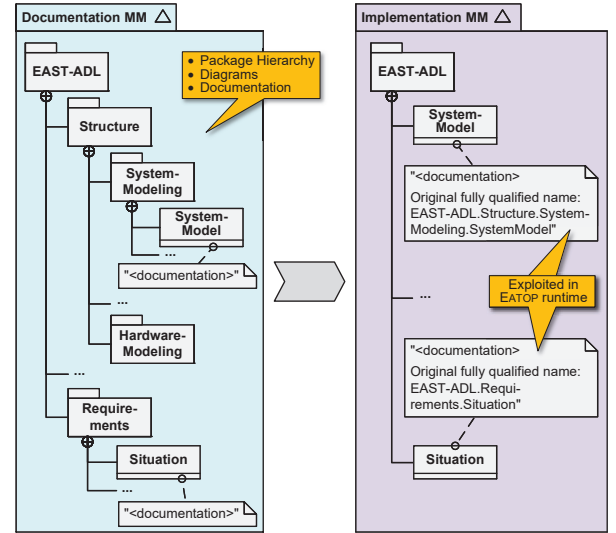 Documentation MM
EAST-ADL
• Package Hierarchy
• Diagrams
• Documentation
Structure
System-
Modeling
System-
Model
"<documentation>"
...
...
Hardware-
Modeling
...
Require-
ments
Situation
...
"<documentation>"
Implementation MM
EAST-ADL
System-
Model
"<documentation>
Original fully qualified name:
EAST-ADL.Structure.System-
Modeling.SystemModel"
Exploited in
EATOP runtime
...
"<documentation>
Original fully qualified name:
EAST-ADL.Requi-
rements.Situation"
Situation